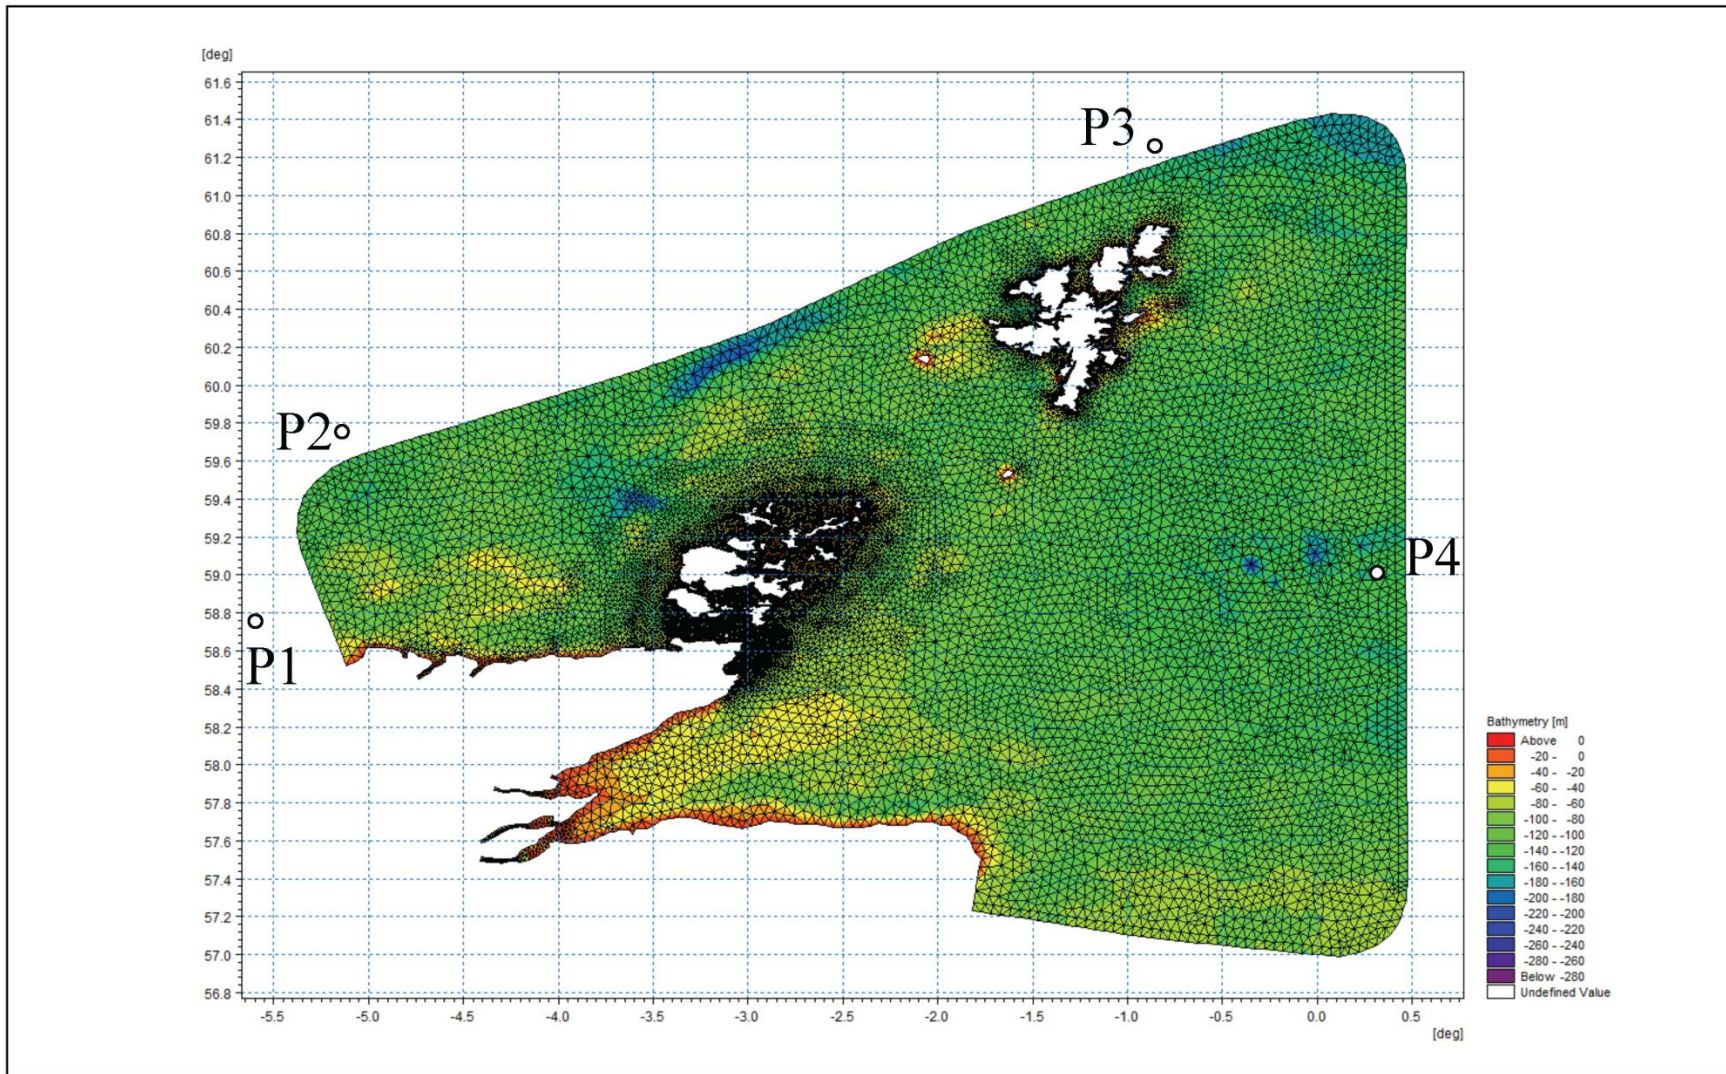 [deg]
61.6
61.4
61.2
61.0
60.8
60.6
60.4
60.2
60.0
59.8
59.6
59.4
59.2
59.0
58.8
58.6
58.4
58.2
58.0
57.8
57.6
57.4
57.2
57.0
56.8
P3
P2
P4
P1
-5.5 -5.0 -4.5 -4.0 -3.5 -3.0 -2.5 -2.0 -1.5 -1.0 -0.5 0.0 0.5
[deg]
Bathymetry [m]
Above 0
-20 - 0
-40 - -20
-60 - -40
-80 - -60
-100 - -80
-120 - -100
-140 - -120
-160 - -140
-180 - -160
-200 - -180
-220 - -200
-240 - -220
-260 - -240
-280 - -260
Below -280
Undefined Value